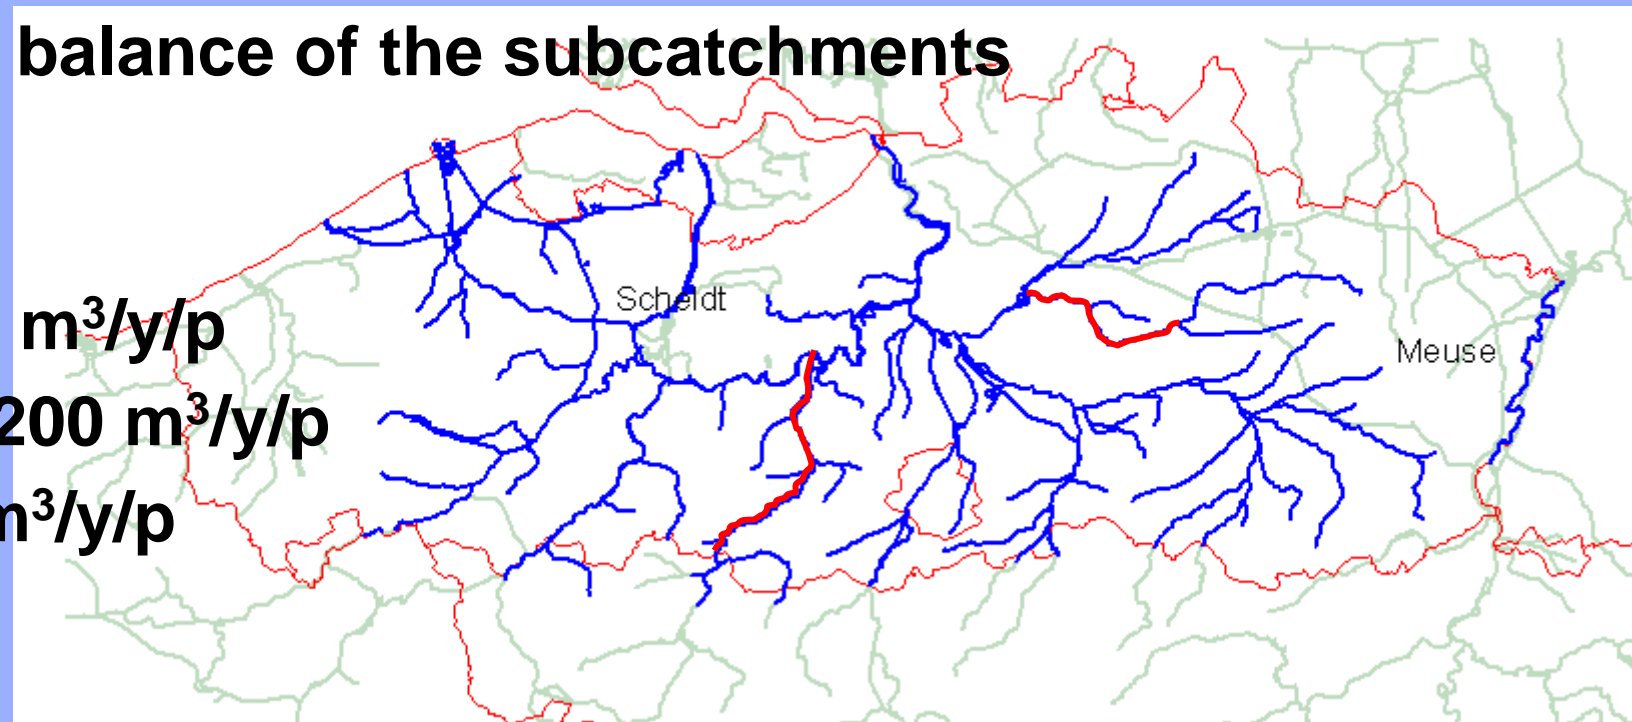 balance of the subcatchments
Scheldt
m³/y/p
Meuse
200 m³/y/p
m³/y/p